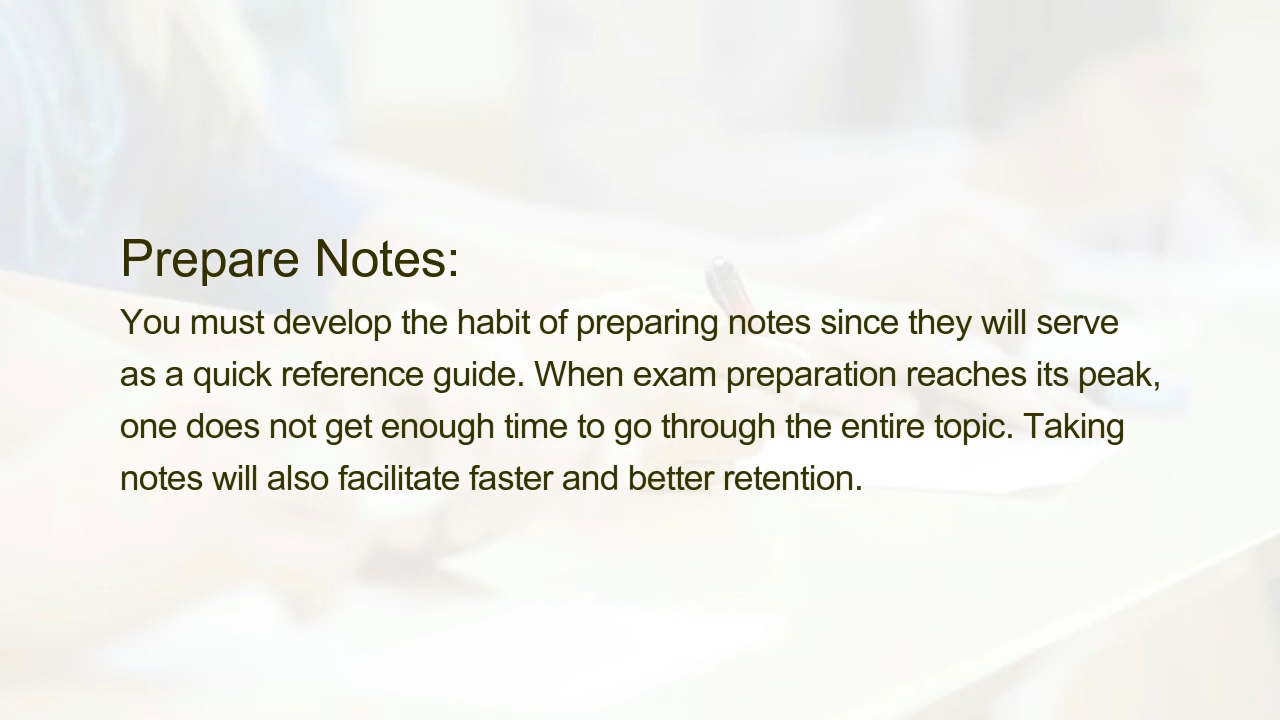 Prepare Notes:
You must develop the habit of preparing notes since they will serve
as a quick reference guide. When exam preparation reaches its peak,
one does not get enough time to go through the entire topic. Taking
notes will also facilitate faster and better retention.